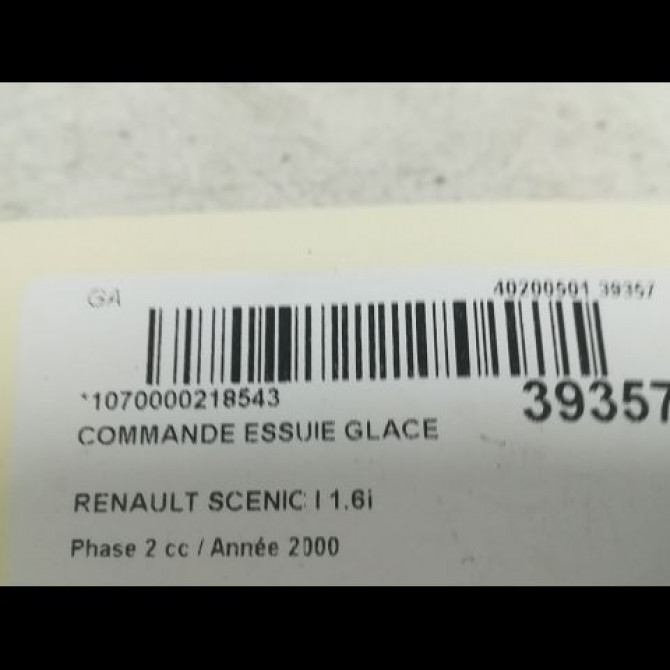 GA
40200501 39357
*1070000218543
39357
COMMANDE ESSUIE GLACE
RENAULT SCENIC I 1.6i
Phase 2 cc / Année 2000